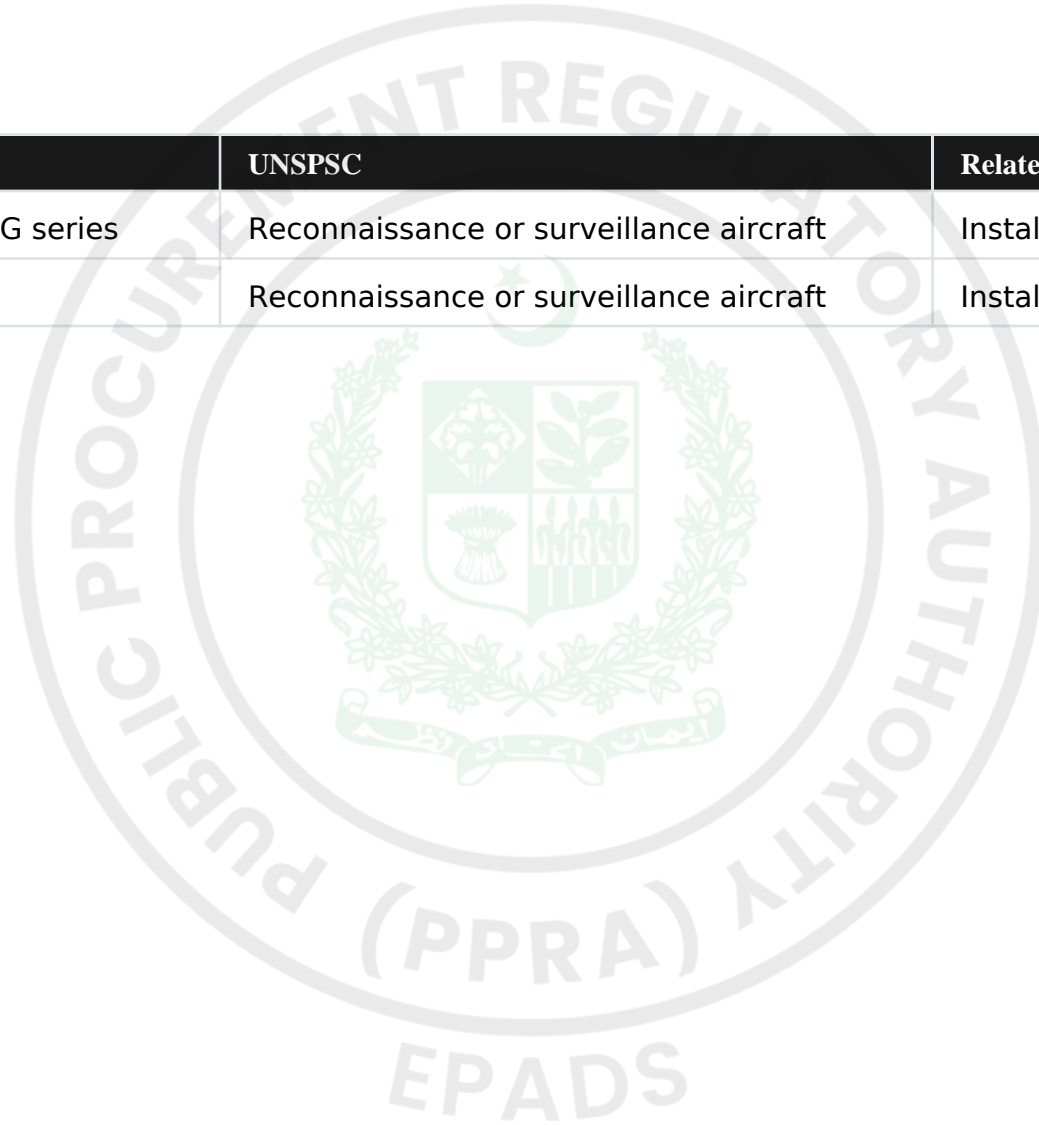 UNSPSC Relate
G series Reconnaissance or surveillance aircraft Instal
Reconnaissance or surveillance aircraft Instal
PUBLIC PROCUREMENT REGULATORY AUTHORITY
(PPRA)
EPADS